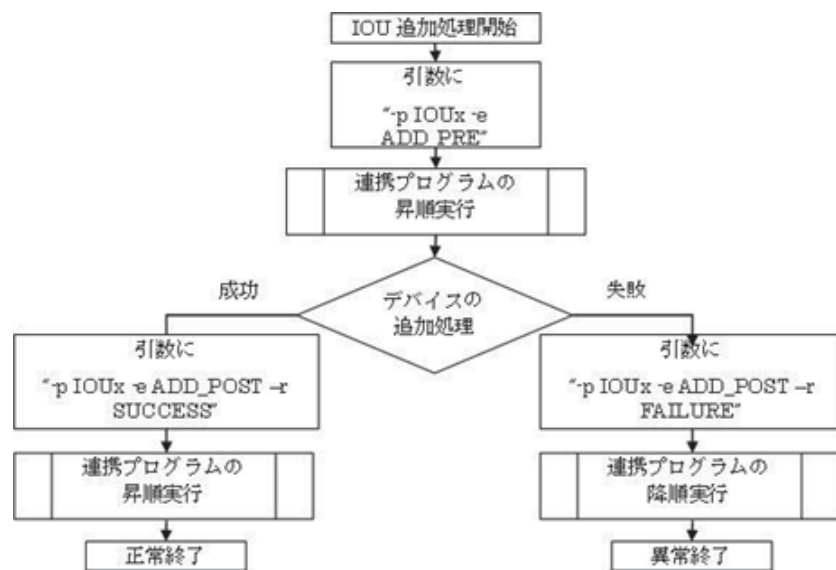 IOU 追加処理開始
引数に
"-p IOUx -e
ADD_PRE"
連携プログラムの
昇順実行
デバイスの
追加処理
成功
失敗
引数に
"-p IOUx -e ADD_POST –r
SUCCESS"
連携プログラムの
昇順実行
正常終了
引数に
"-p IOUx -e ADD_POST –r
FAILURE"
連携プログラムの
降順実行
異常終了